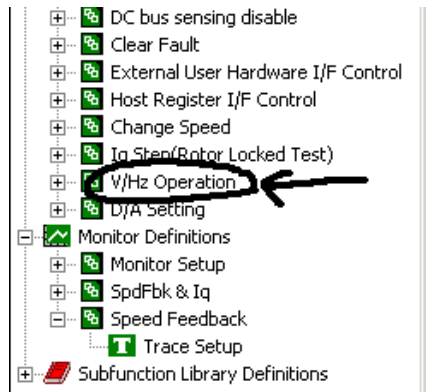 DC bus sensing disable
Clear Fault
External User Hardware I/F Control
Host Register I/F Control
Change Speed
Iq Step(Rotor Locked Test)
V/Hz Operation
D/A Setting
Monitor Definitions
Monitor Setup
SpdFbk & Iq
Speed Feedback
T Trace Setup
Subfunction Library Definitions